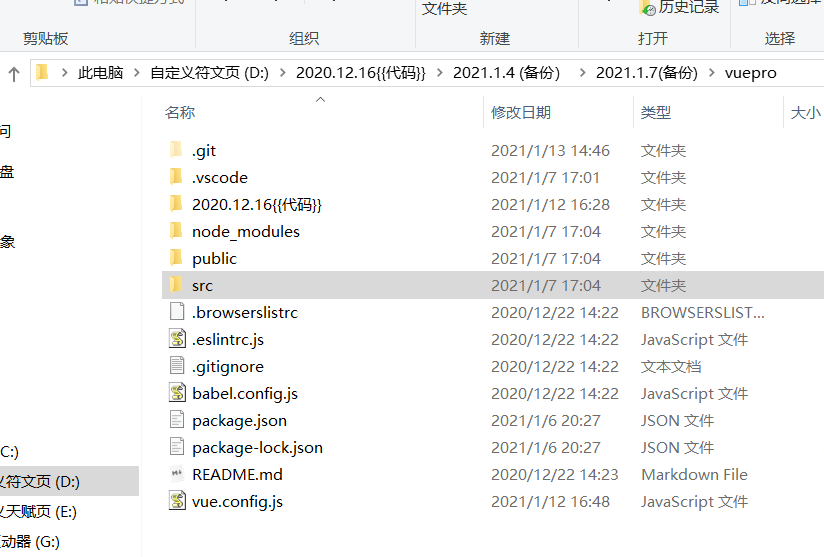 粘贴快捷方式
文件夹
历史记录
反向选择
剪贴板
组织
新建
打开
选择
此电脑 自定义符文页 (D:) 2020.12.16{{代码}} 2021.1.4 (备份) 2021.1.7(备份) vuepro
名称 修改日期 类型 大小
问
盘
象
C:)
义符文页 (D:)
义天赋页 (E:)
动器 (G:)
.git 2021/1/13 14:46 文件夹
.vscode 2021/1/7 17:01 文件夹
2020.12.16{{代码}} 2021/1/12 16:28 文件夹
node_modules 2021/1/7 17:04 文件夹
public 2021/1/7 17:04 文件夹
src 2021/1/7 17:04 文件夹
.browserslistrc 2020/12/22 14:22 BROWSERSLIST...
.eslintrc.js 2020/12/22 14:22 JavaScript 文件
.gitignore 2020/12/22 14:22 文本文档
babel.config.js 2020/12/22 14:22 JavaScript 文件
package.json 2021/1/6 20:27 JSON 文件
package-lock.json 2021/1/6 20:27 JSON 文件
README.md 2020/12/22 14:23 Markdown File
vue.config.js 2021/1/12 16:48 JavaScript 文件